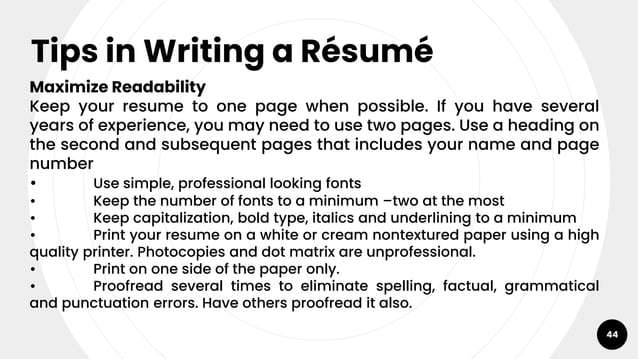 Tips in Writing a Résumé
Maximize Readability
Keep your resume to one page when possible. If you have several
years of experience, you may need to use two pages. Use a heading on
the second and subsequent pages that includes your name and page
number
• Use simple, professional looking fonts
• Keep the number of fonts to a minimum –two at the most
• Keep capitalization, bold type, italics and underlining to a minimum
• Print your resume on a white or cream nontextured paper using a high
quality printer. Photocopies and dot matrix are unprofessional.
• Print on one side of the paper only.
• Proofread several times to eliminate spelling, factual, grammatical
and punctuation errors. Have others proofread it also.
44